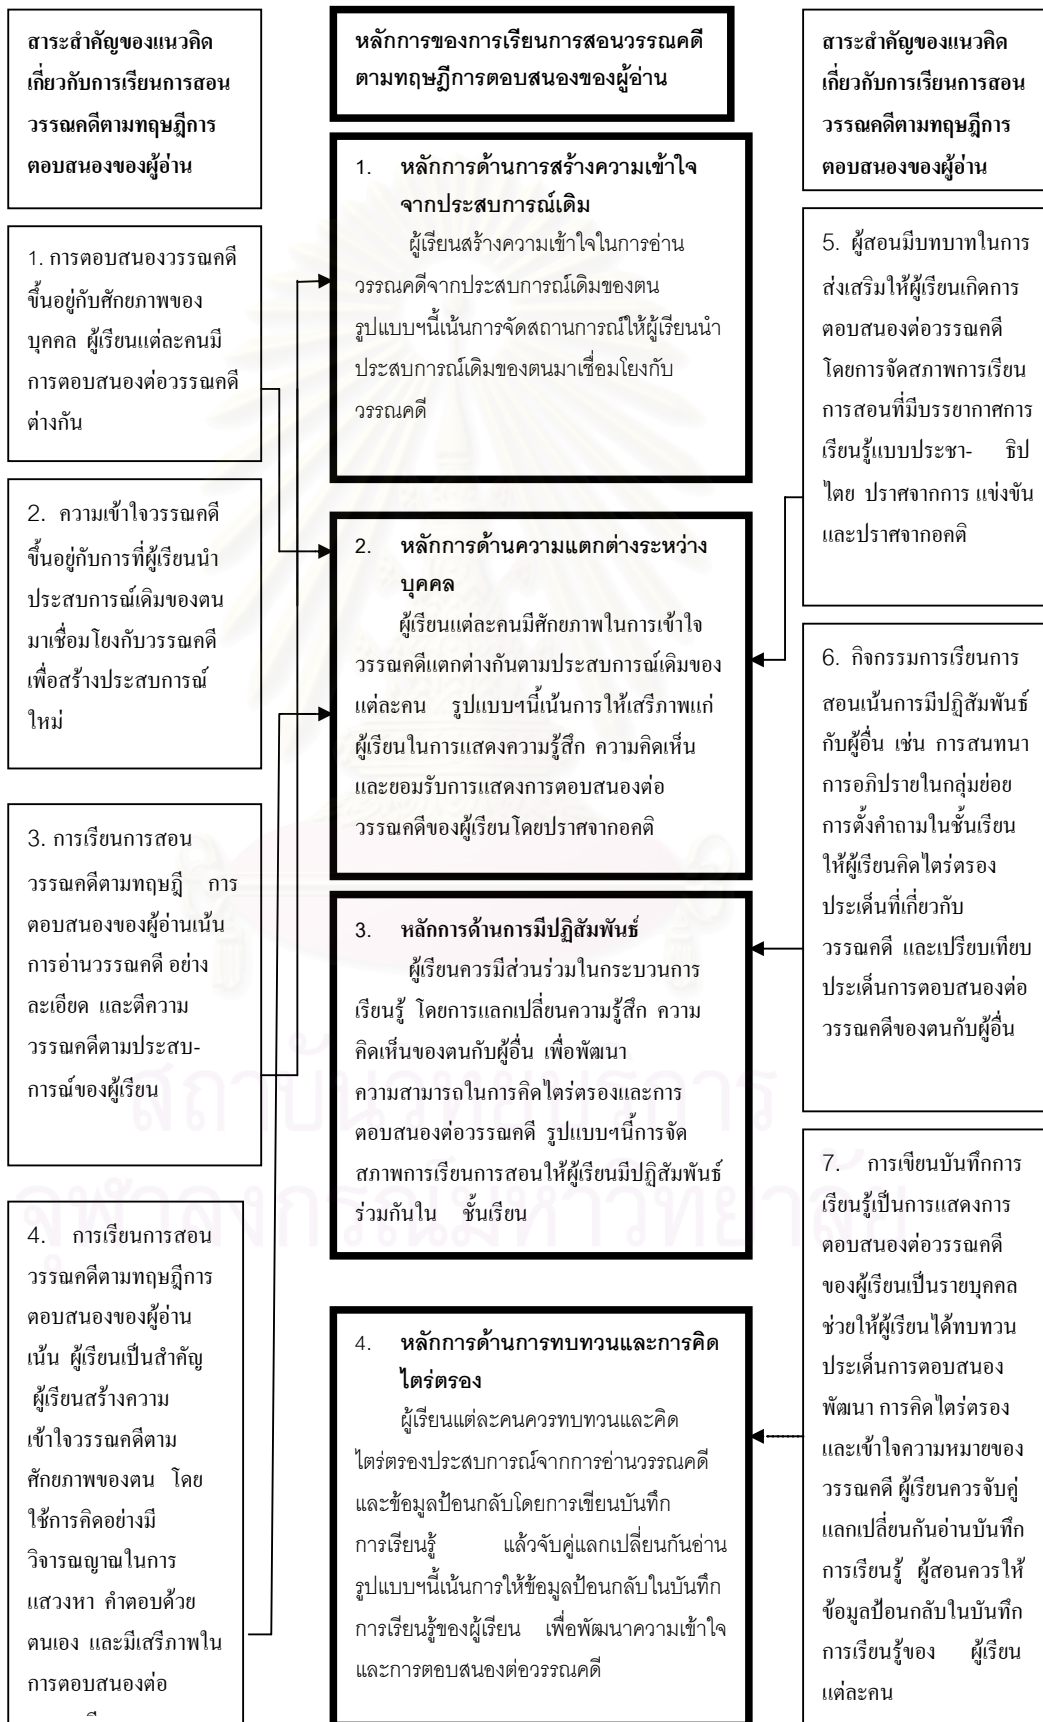 สาระสำคัญของแนวคิด
เกี่ยวกับการเรียนการสอน
วรรณคดีตามทฤษฎีการ
ตอบสนองของผู้อ่าน
1. การตอบสนองวรรณคดี
ขึ้นอยู่กับศักยภาพของ
บุคคล ผู้เรียนแต่ละคนมี
การตอบสนองต่อวรรณคดี
ต่างกัน
2. ความเข้าใจวรรณคดี
ขึ้นอยู่กับการที่ผู้เรียนนำ
ประสบการณ์เดิมของตน
มาเชื่อมโยงกับวรรณคดี
เพื่อสร้างประสบการณ์
ใหม่
3. การเรียนการสอน
วรรณคดีตามทฤษฎี การ
ตอบสนองของผู้อ่านเน้น
การอ่านวรรณคดี อย่าง
ละเอียด และตีความ
วรรณคดีตามประสบ-
การณ์ของผู้เรียน
4. การเรียนการสอน
วรรณคดีตามทฤษฎีการ
ตอบสนองของผู้อ่าน
เน้น ผู้เรียนเป็นสำคัญ
ผู้เรียนสร้างความ
เข้าใจวรรณคดีตาม
ศักยภาพของตน โดย
ใช้การคิดอย่างมี
วิจารณญาณในการ
แสวงหา คำตอบด้วย
ตนเอง และมีเสรีภาพใน
การตอบสนองต่อ
หลักการของการเรียนการสอนวรรณคดี
ตามทฤษฎีการตอบสนองของผู้อ่าน
1. หลักการด้านการสร้างความเข้าใจ
จากประสบการณ์เดิม
ผู้เรียนสร้างความเข้าใจในการอ่าน
วรรณคดีจากประสบการณ์เดิมของตน
รูปแบบฯนี้เน้นการจัดสถานการณ์ให้ผู้เรียนนำ
ประสบการณ์เดิมของตนมาเชื่อมโยงกับ
วรรณคดี
2. หลักการด้านความแตกต่างระหว่าง
บุคคล
ผู้เรียนแต่ละคนมีศักยภาพในการเข้าใจ
วรรณคดีแตกต่างกันตามประสบการณ์เดิมของ
แต่ละคน รูปแบบฯนี้เน้นการให้เสรีภาพแก่
ผู้เรียนในการแสดงความรู้สึก ความคิดเห็น
และยอมรับการแสดงการตอบสนองต่อ
วรรณคดีของผู้เรียนโดยปราศจากอคติ
3. หลักการด้านการมีปฏิสัมพันธ์
ผู้เรียนควรมีส่วนร่วมในกระบวนการ
เรียนรู้ โดยการแลกเปลี่ยนความรู้สึก ความ
คิดเห็นของตนกับผู้อื่น เพื่อพัฒนา
ความสามารถในการคิดไตร่ตรองและการ
ตอบสนองต่อวรรณคดี รูปแบบฯนี้การจัด
สภาพการเรียนการสอนให้ผู้เรียนมีปฏิสัมพันธ์
ร่วมกันใน ชั้นเรียน
4. หลักการด้านการทบทวนและการคิด
ไตร่ตรอง
ผู้เรียนแต่ละคนควรทบทวนและคิด
ไตร่ตรองประสบการณ์จากการอ่านวรรณคดี
และข้อมูลป้อนกลับโดยการเขียนบันทึก
การเรียนรู้ แล้วจับคู่แลกเปลี่ยนกันอ่าน
รูปแบบฯนี้เน้นการให้ข้อมูลป้อนกลับในบันทึก
การเรียนรู้ของผู้เรียน เพื่อพัฒนาความเข้าใจ
และการตอบสนองต่อวรรณคดี
สาระสำคัญของแนวคิด
เกี่ยวกับการเรียนการสอน
วรรณคดีตามทฤษฎีการ
ตอบสนองของผู้อ่าน
5. ผู้สอนมีบทบาทในการ
ส่งเสริมให้ผู้เรียนเกิดการ
ตอบสนองต่อวรรณคดี
โดยการจัดสภาพการเรียน
การสอนที่มีบรรยากาศการ
เรียนรู้แบบประชา- ธิป
ไตย ปราศจากการ แข่งขัน
และปราศจากอคติ
6. กิจกรรมการเรียนการ
สอนเน้นการมีปฏิสัมพันธ์
กับผู้อื่น เช่น การสนทนา
การอภิปรายในกลุ่มย่อย
การตั้งคำถามในชั้นเรียน
ให้ผู้เรียนคิดไตร่ตรอง
ประเด็นที่เกี่ยวกับ
วรรณคดี และเปรียบเทียบ
ประเด็นการตอบสนองต่อ
วรรณคดีของตนกับผู้อื่น
7. การเขียนบันทึกการ
เรียนรู้เป็นการแสดงการ
ตอบสนองต่อวรรณคดี
ของผู้เรียนเป็นรายบุคคล
ช่วยให้ผู้เรียนได้ทบทวน
ประเด็นการตอบสนอง
พัฒนา การคิดไตร่ตรอง
และเข้าใจความหมายของ
วรรณคดี ผู้เรียนควรจับคู่
แลกเปลี่ยนกันอ่านบันทึก
การเรียนรู้ ผู้สอนควรให้
ข้อมูลป้อนกลับในบันทึก
การเรียนรู้ของ ผู้เรียน
แต่ละคน
สถาบันวิทยบริการ
จุฬาลงกรณ์มหาวิทยาลัย